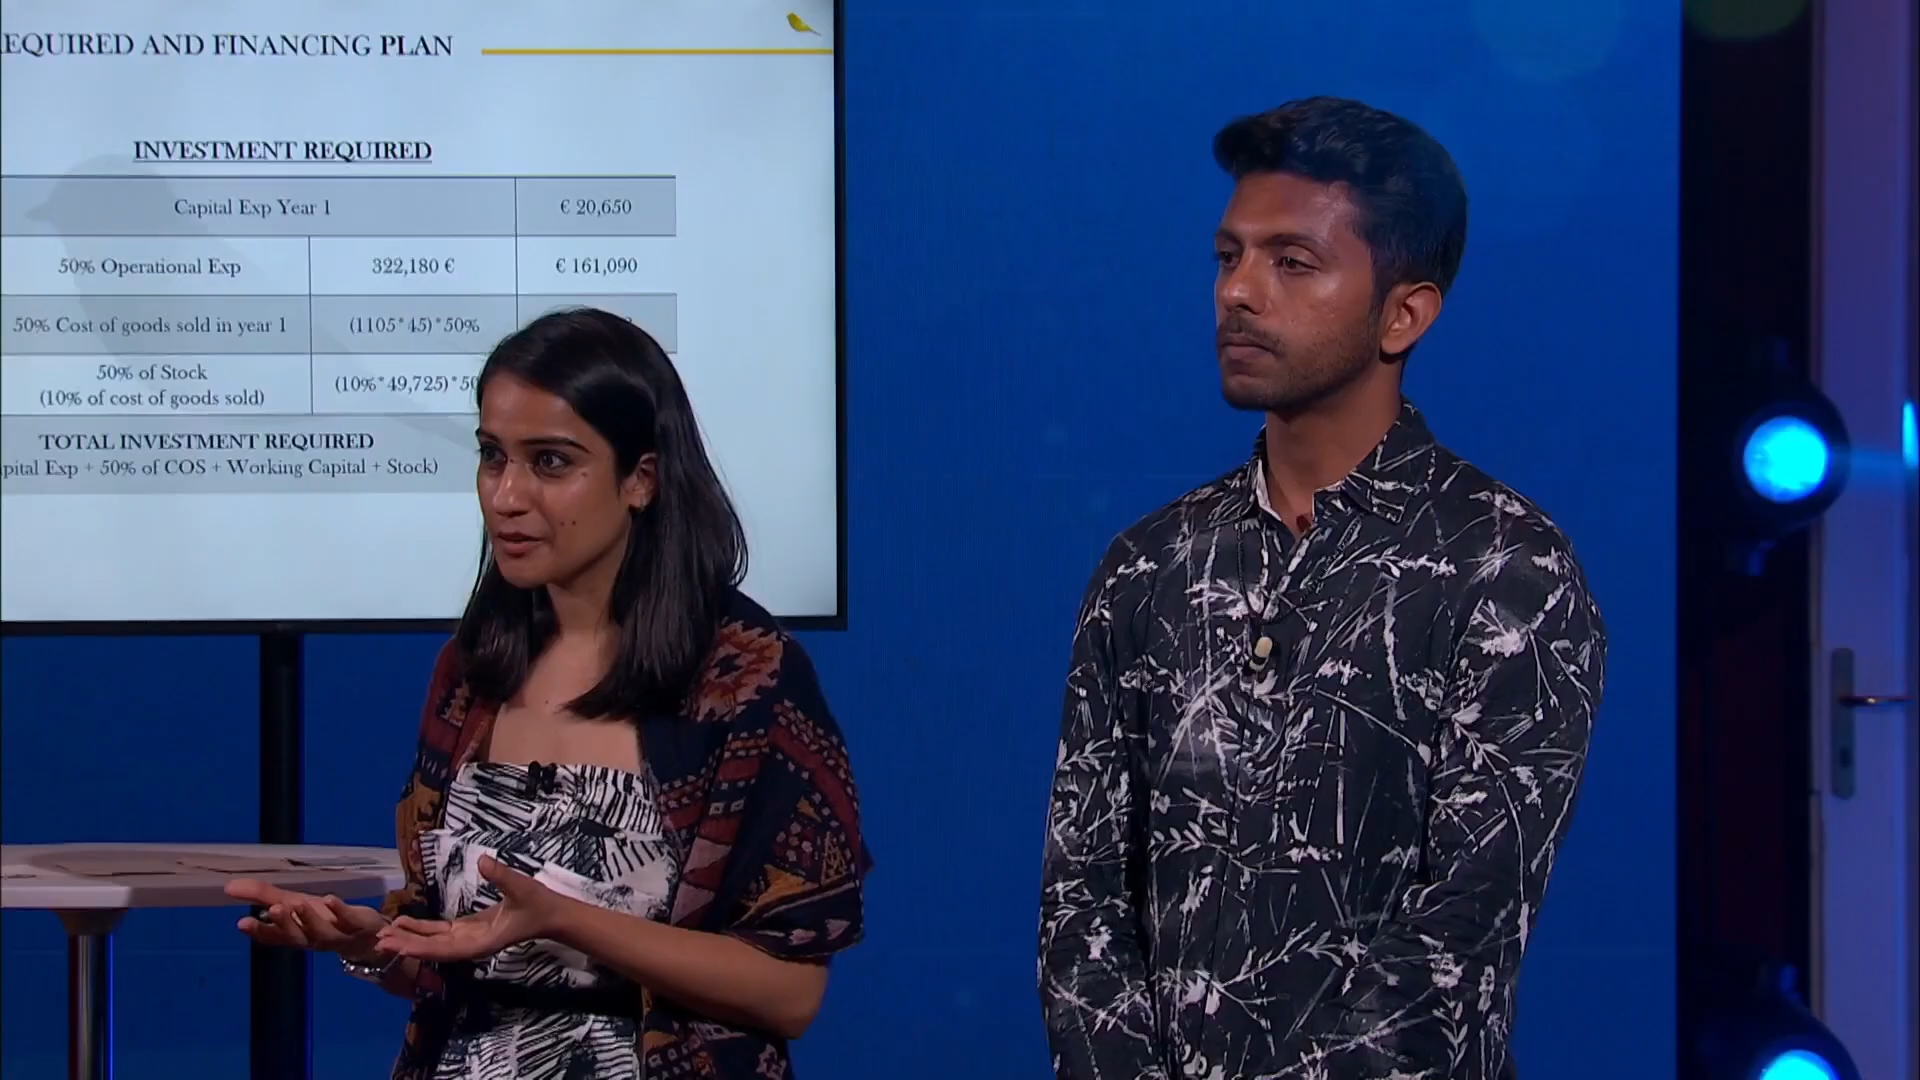 EQUIRED AND FINANCING PLAN
INVESTMENT REQUIRED
Capital Exp Year 1 € 20,650
50% Operational Exp 322,180 € € 161,090
50% Cost of goods sold in year 1 (1105*45)*50%
50% of Stock
(10% of cost of goods sold) (10%*49,725)*50
TOTAL INVESTMENT REQUIRED
pital Exp + 50% of COS + Working Capital + Stock)